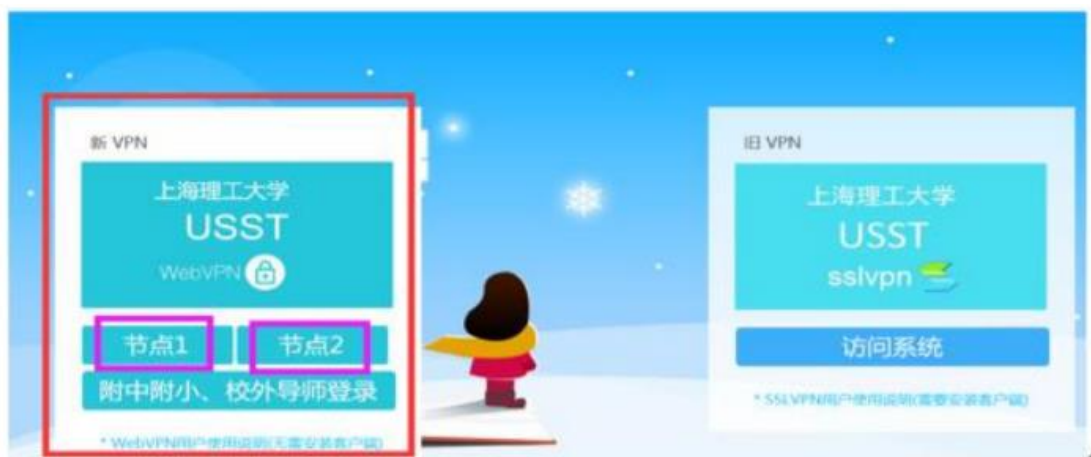 新 VPN
上海理工大学
USST
WebVPN
节点1
节点2
附中附小、校外导师登录
* WebVPN用户使用说明(无需安装客户端)
旧 VPN
上海理工大学
USST
sslvpn
访问系统
* SSLVPN用户使用说明(需要安装客户端)